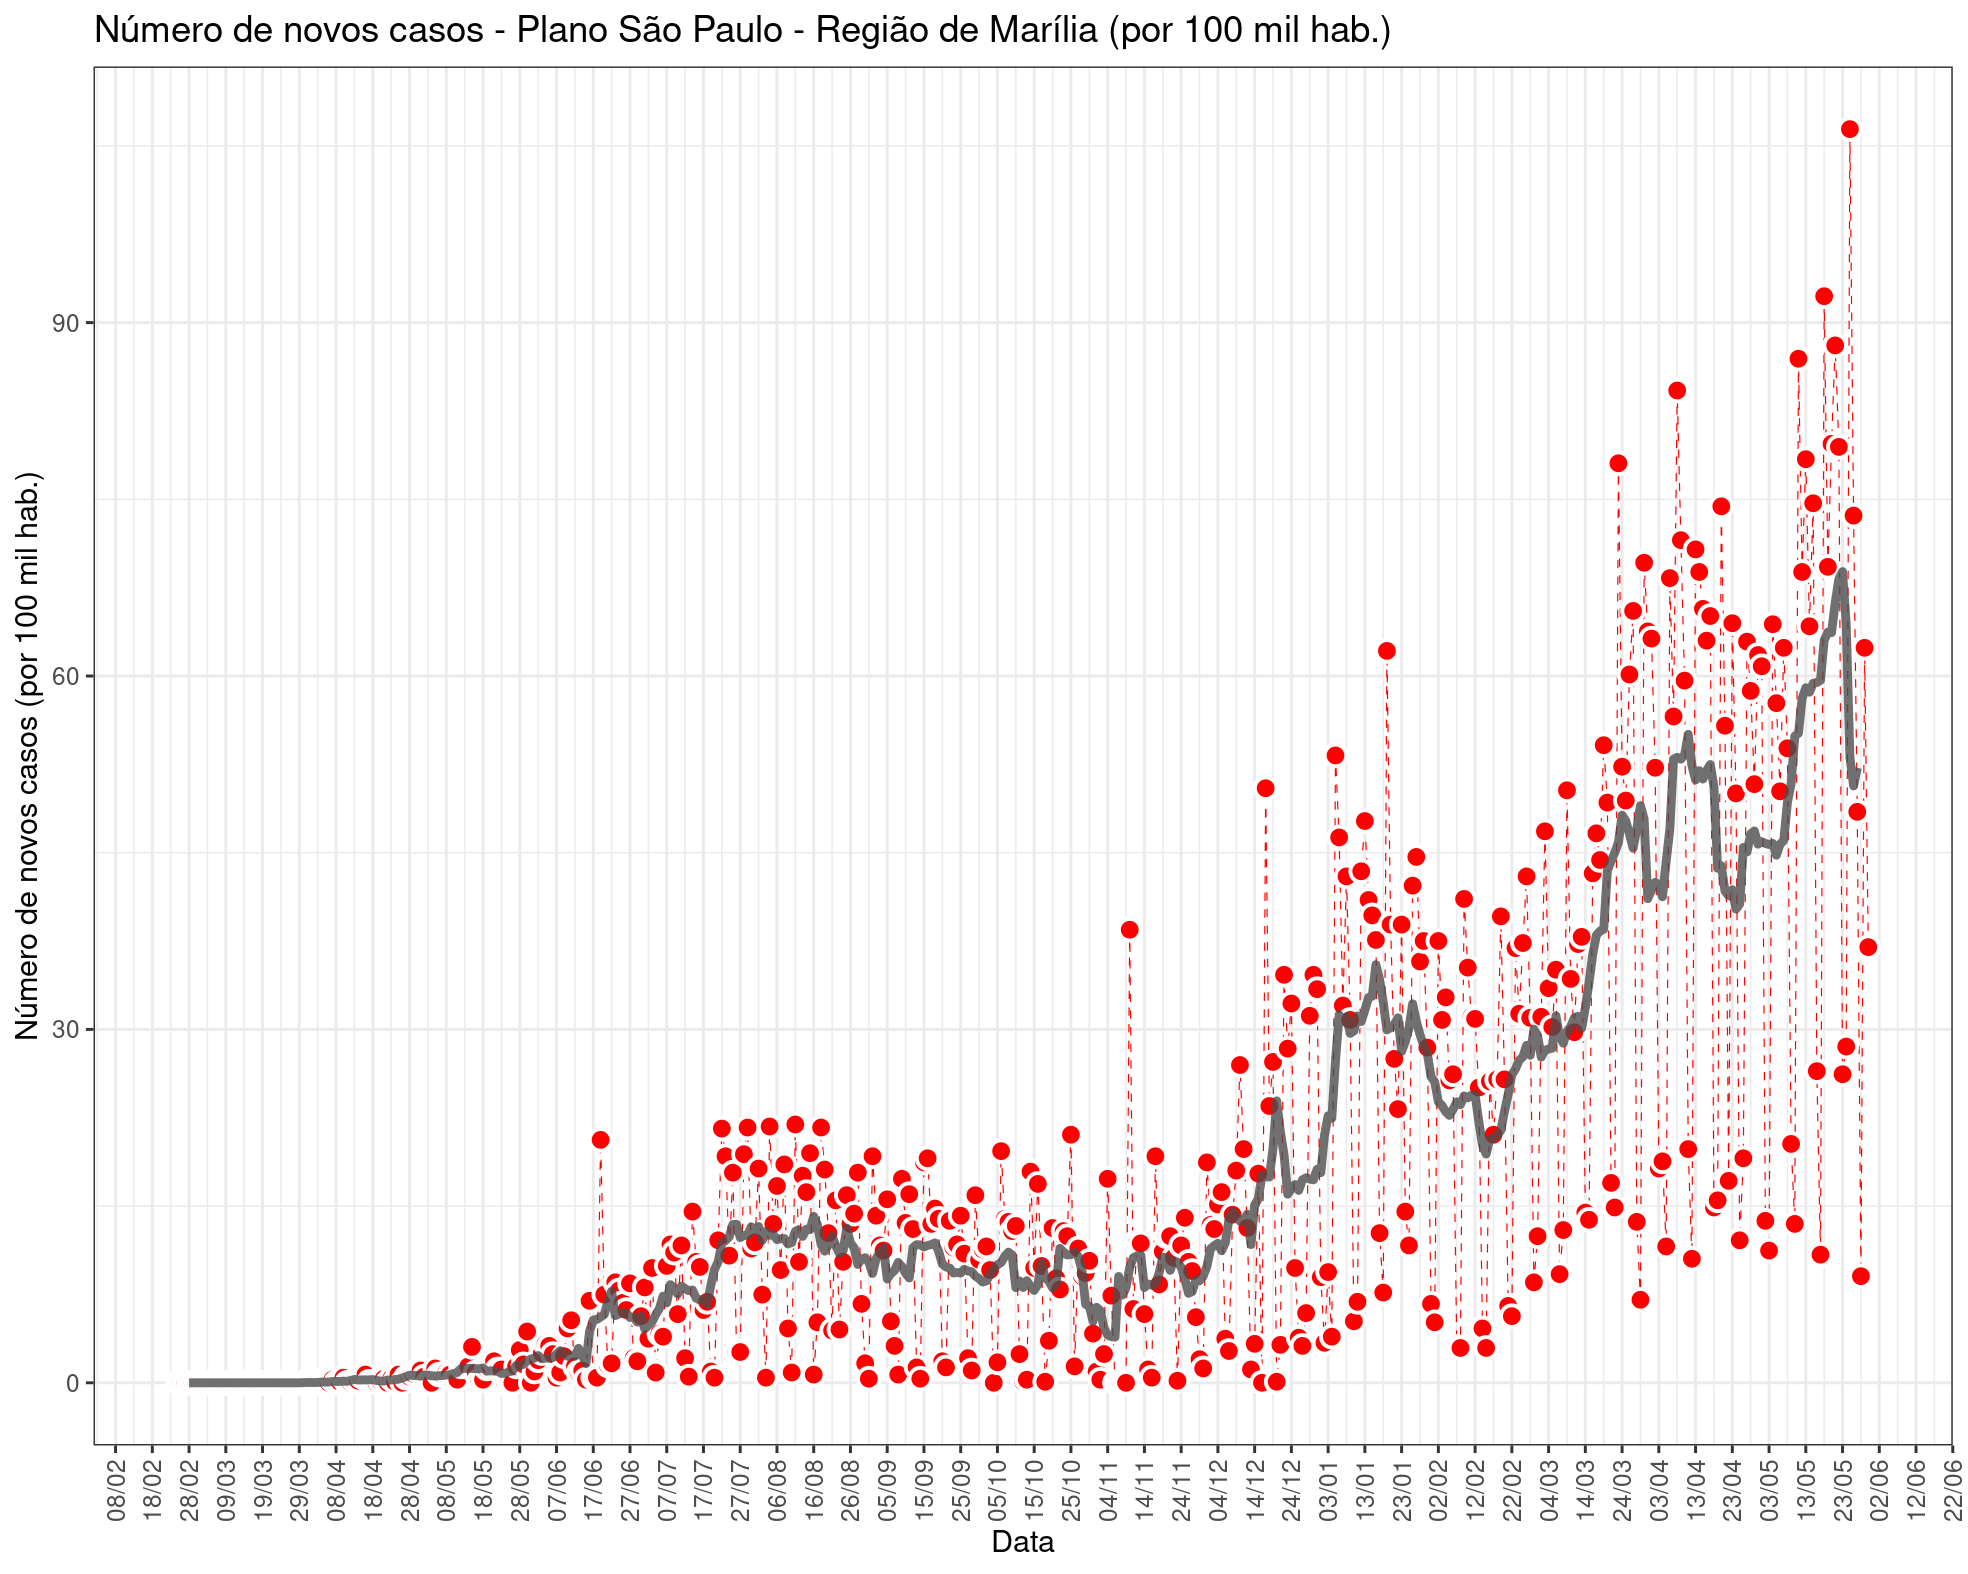 Número de novos casos - Plano São Paulo - Região de Marília (por 100 mil hab.)
Número de novos casos (por 100 mil hab.)
90
60
30
0
08/02 18/02 28/02 09/03 19/03 29/03 08/04 18/04 28/04 08/05 18/05 28/05 07/06 17/06 27/06 07/07 17/07 27/07 06/08 16/08 26/08 05/09 15/09 25/09 05/10 15/10 25/10 04/11 14/11 24/11 04/12 14/12 24/12 03/01 13/01 23/01 02/02 12/02 22/02 04/03 14/03 24/03 03/04 13/04 23/04 03/05 13/05 23/05 02/06 12/06 22/06
Data